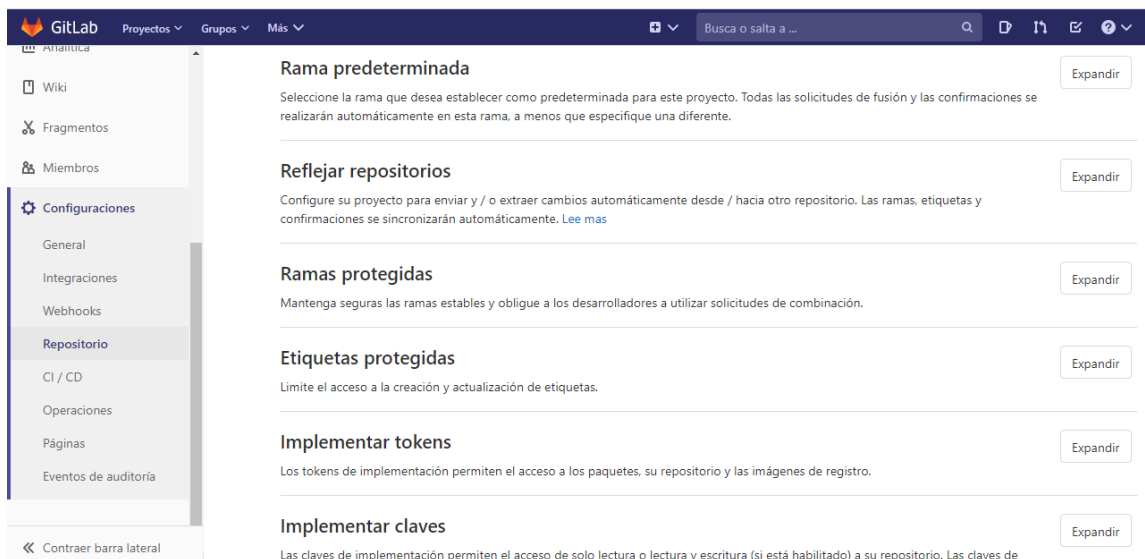 GitLab Proyectos Grupos Más Busca o salta a ...
Analítica
Wiki
Fragmentos
Miembros
Configuraciones
General
Integraciones
Webhooks
Repositorio
CI / CD
Operaciones
Páginas
Eventos de auditoría
Contraer barra lateral
Rama predeterminada
Expandir
Seleccione la rama que desea establecer como predeterminada para este proyecto. Todas las solicitudes de fusión y las confirmaciones se
realizarán automáticamente en esta rama, a menos que especifique una diferente.
Reflejar repositorios
Expandir
Configure su proyecto para enviar y / o extraer cambios automáticamente desde / hacia otro repositorio. Las ramas, etiquetas y
confirmaciones se sincronizarán automáticamente. Lee mas
Ramas protegidas
Expandir
Mantenga seguras las ramas estables y obligue a los desarrolladores a utilizar solicitudes de combinación.
Etiquetas protegidas
Expandir
Limite el acceso a la creación y actualización de etiquetas.
Implementar tokens
Expandir
Los tokens de implementación permiten el acceso a los paquetes, su repositorio y las imágenes de registro.
Implementar claves
Expandir
Las claves de implementación permiten el acceso de solo lectura o lectura y escritura (si está habilitado) a su repositorio. Las claves de